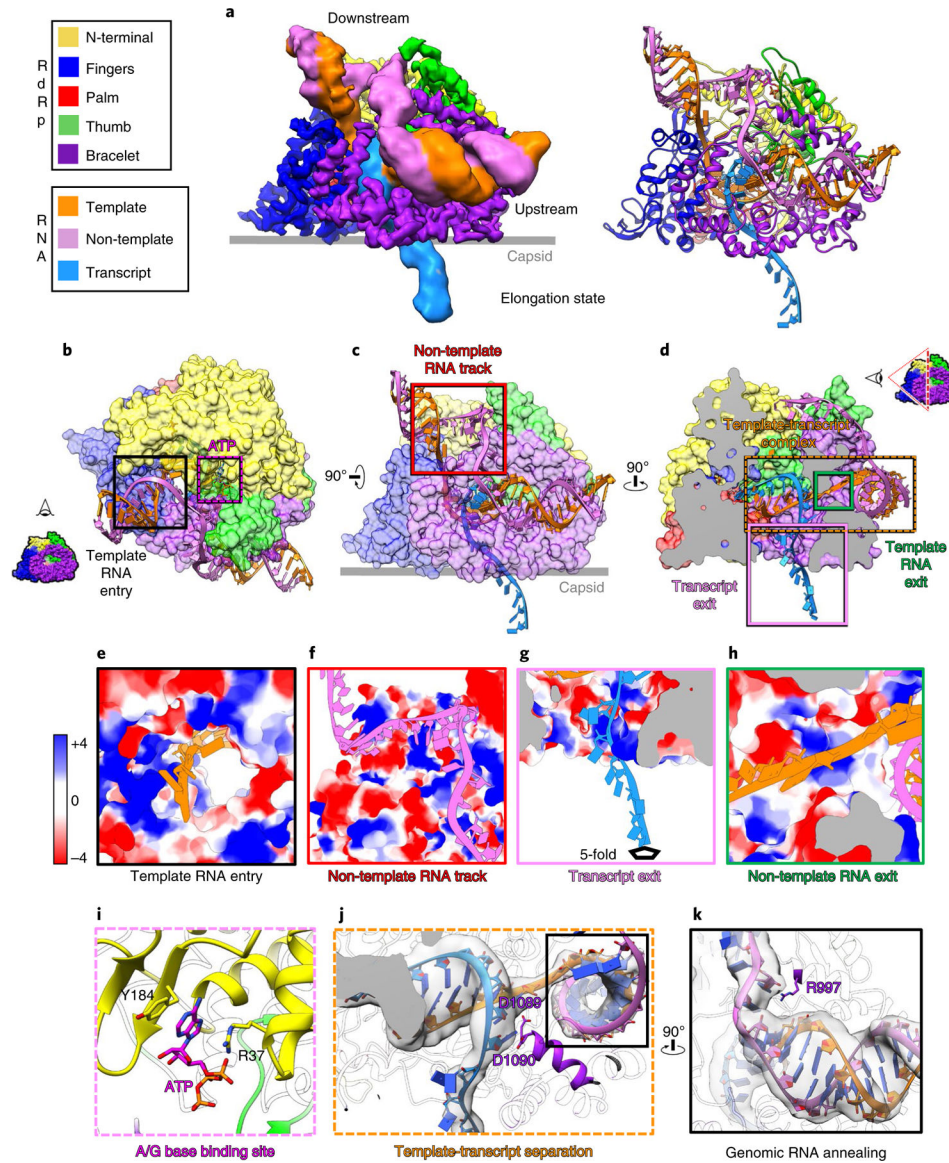 a
Downstream
R d R p
N-terminal
Fingers
Palm
Thumb
Bracelet
R N A
Template
Non-template
Transcript
Upstream
Capsid
Elongation state
b
ATP
Template
RNA
entry
c
Non-template
RNA track
90°
Capsid
d
90°
Template-transcript
complex
Transcript
exit
Template
RNA
exit
e
+4
0
−4
Template RNA entry
f
Non-template RNA track
g
5-fold
Transcript exit
h
Non-template RNA exit
i
Y184
R37
ATP
A/G base binding site
j
D1089
D1090
Template-transcript separation
90°
k
R997
Genomic RNA annealing